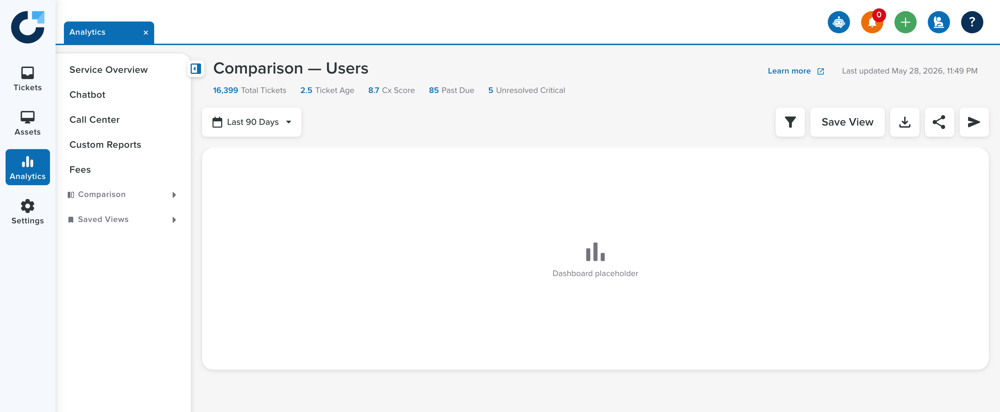 Analytics
0
?
Tickets
Assets
Analytics
Settings
Service Overview
Chatbot
Call Center
Custom Reports
Fees
Comparison
Saved Views
Comparison — Users
Learn more
Last updated May 28, 2026, 11:49 PM
16,399 Total Tickets 2.5 Ticket Age 8.7 Cx Score 85 Past Due 5 Unresolved Critical
Last 90 Days
Save View
Dashboard placeholder